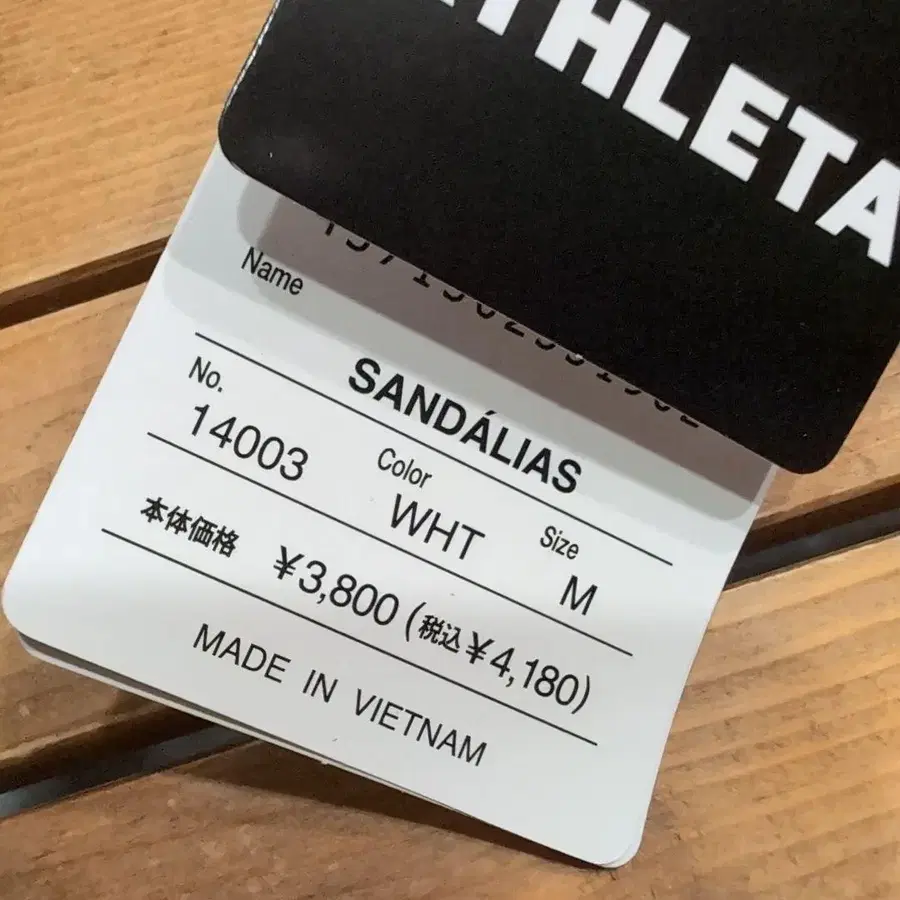 THLETA
Name
SANDÁLIAS
No. Color Size
14003 WHT M
本体価格 ¥3,800 (税込¥4,180)
MADE IN VIETNAM